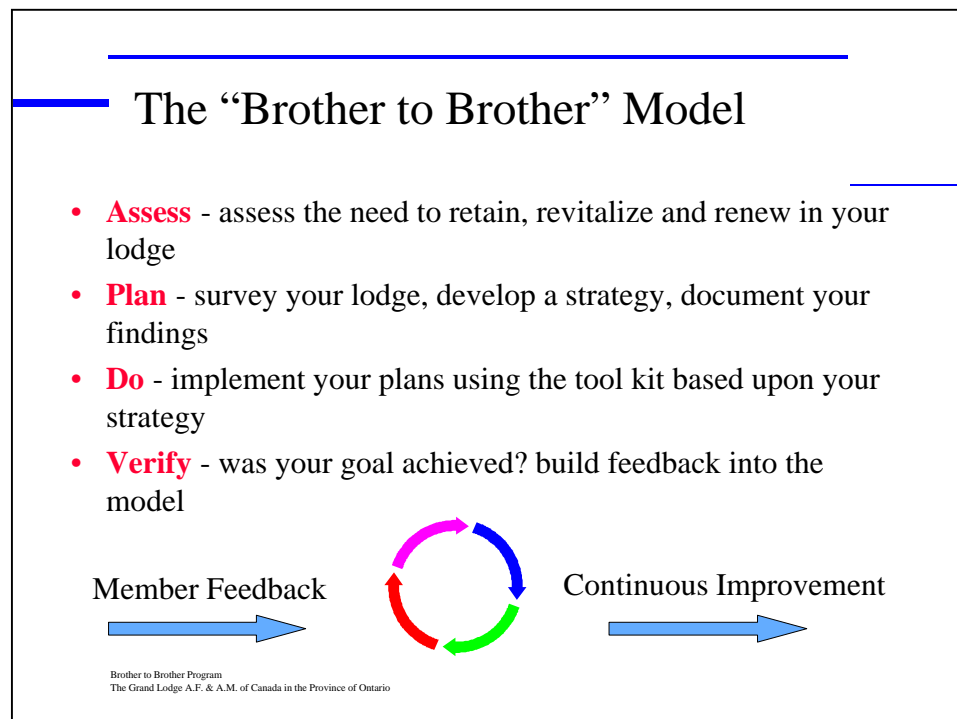 The “Brother to Brother” Model
• Assess - assess the need to retain, revitalize and renew in your
lodge
• Plan - survey your lodge, develop a strategy, document your
findings
• Do - implement your plans using the tool kit based upon your
strategy
• Verify - was your goal achieved? build feedback into the
model
Member Feedback
Continuous Improvement
Brother to Brother Program
The Grand Lodge A.F. & A.M. of Canada in the Province of Ontario